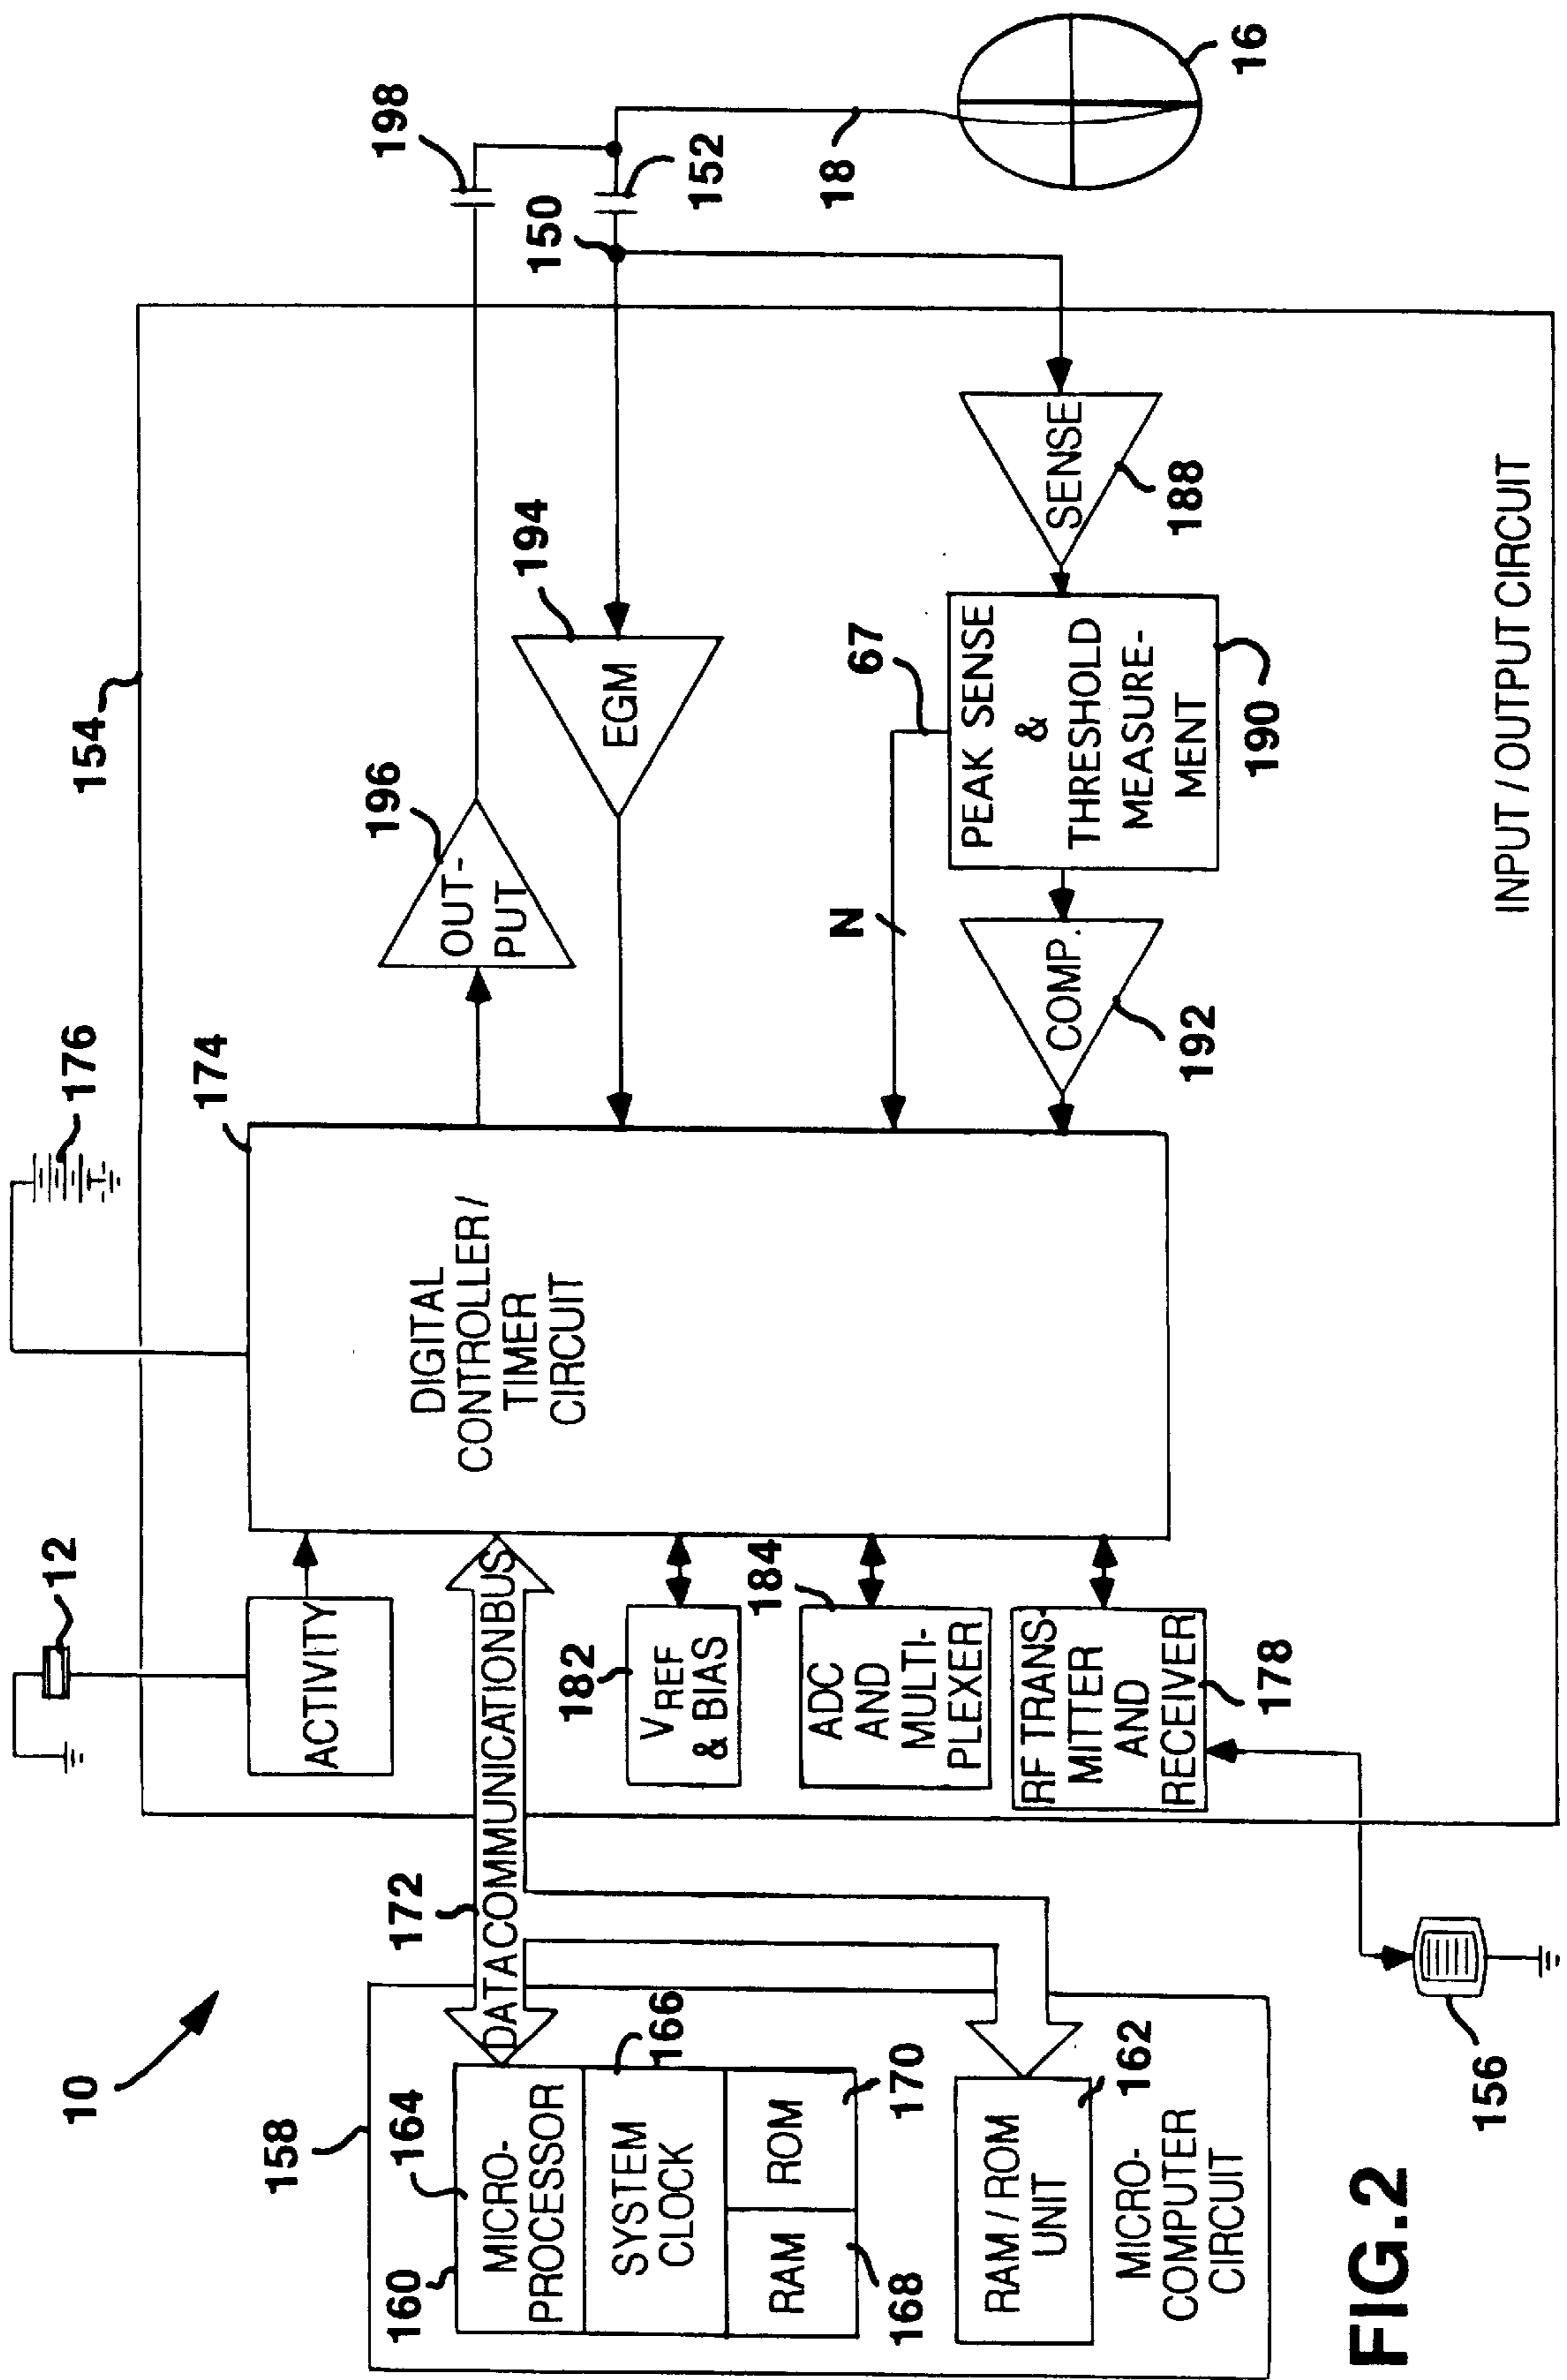 10
158
160
164
MICRO-
PROCESSOR
SYSTEM
CLOCK
166
RAM
ROM
168
170
RAM / ROM
UNIT
162
MICRO-
COMPUTER
CIRCUIT
172
DATA COMMUNICATION BUS
12
ACTIVITY
182
VREF
& BIAS
184
ADC
AND
MULTI-
PLEXER
RF TRANS-
MITTER
AND
RECEIVER
178
156
154
176
174
DIGITAL
CONTROLLER /
TIMER
CIRCUIT
196
OUT-
PUT
194
EGM
N
67
PEAK SENSE
&
THRESHOLD
MEASURE-
MENT
190
COMP.
192
SENSE
188
INPUT / OUTPUT CIRCUIT
198
150
152
18
16
FIG.2